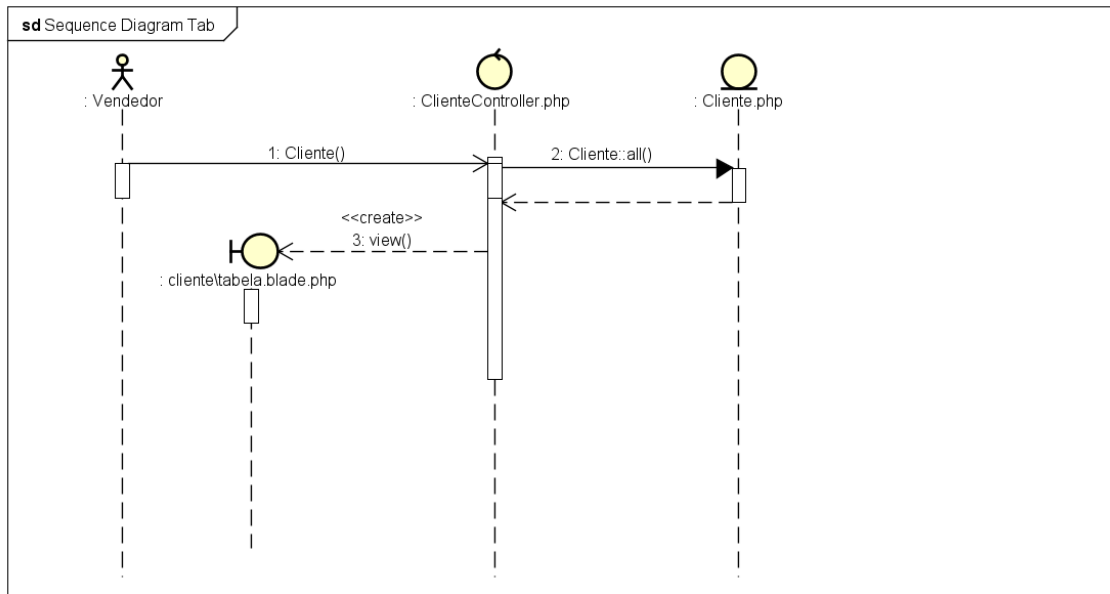 sd Sequence Diagram Tab
: Vendedor
: ClienteController.php
: Cliente.php
1: Cliente()
2: Cliente::all()
<<create>>
3: view()
: cliente\tabela.blade.php